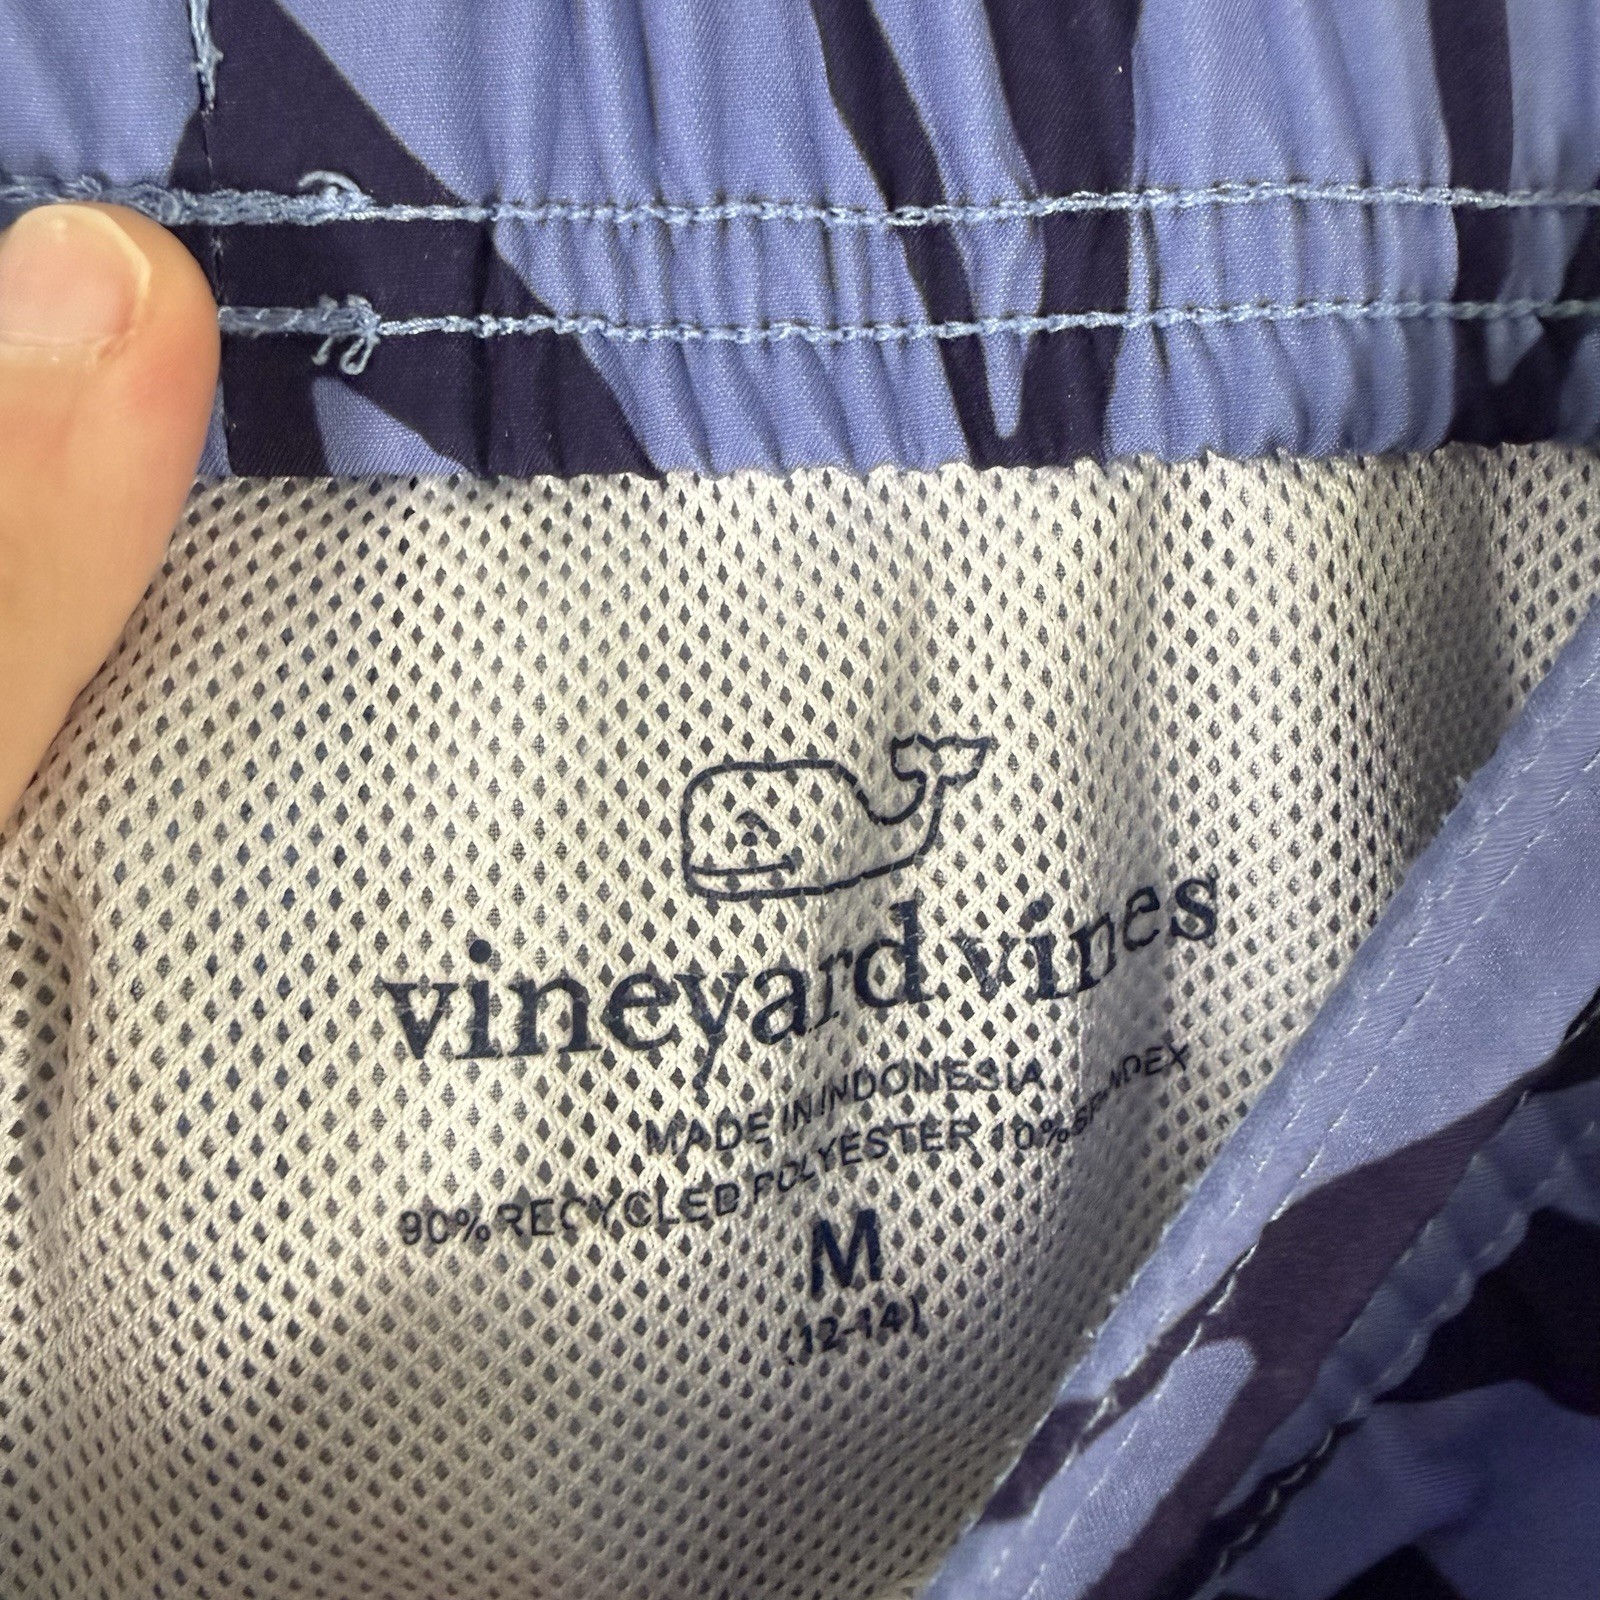 vineyard vines
MADE IN INDONESIA
90% RECYCLED POLYESTER 10% SPANDEX
M
(12-14)